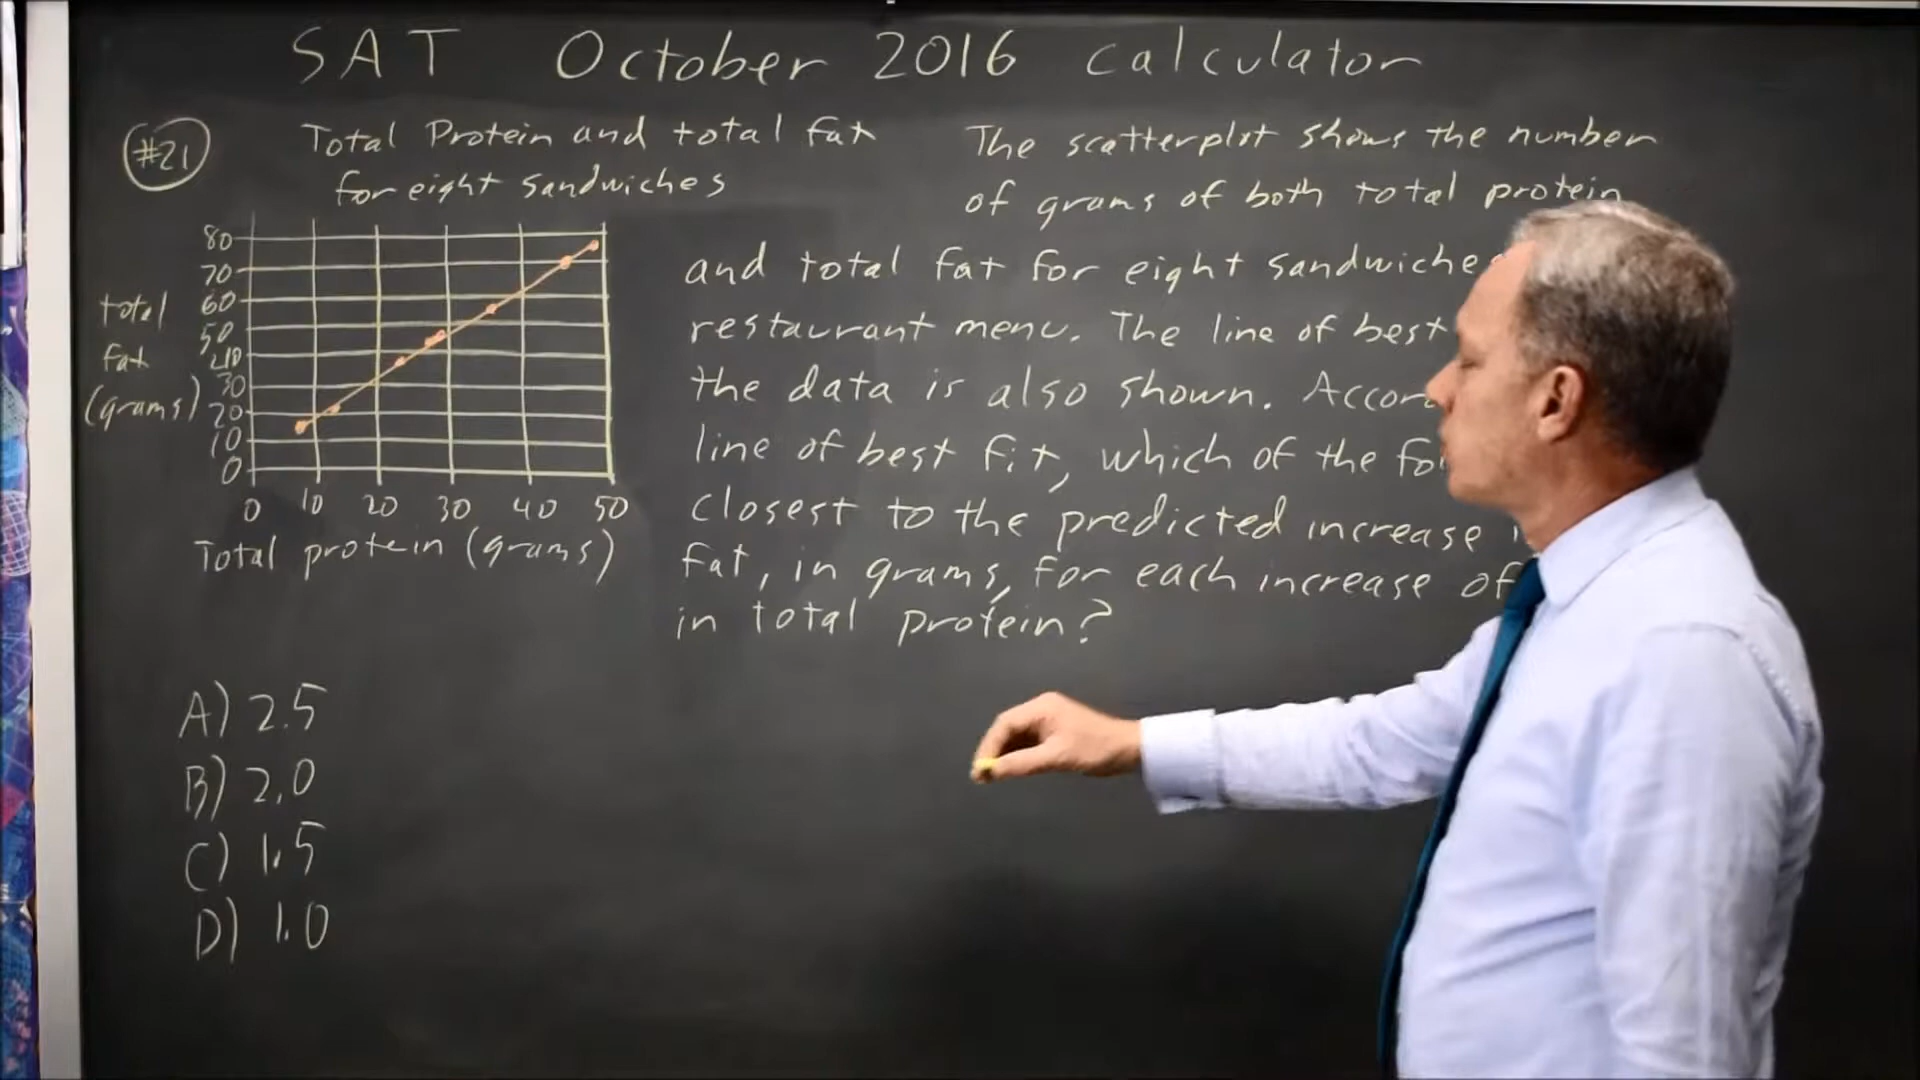 SAT October 2016 Calculator
#21
Total Protein and total fat
for eight sandwiches
80
70
60
50
40
30
20
10
0
total
fat
(grams)
0 10 20 30 40 50
Total protein (grams)
The scatterplot shows the number
of grams of both total protein
and total fat for eight sandwiche
restaurant menu. The line of best
the data is also shown. Accor
line of best fit, which of the fo
closest to the predicted increase
fat, in grams, for each increase of
in total protein?
A) 2.5
B) 2.0
C) 1.5
D) 1.0